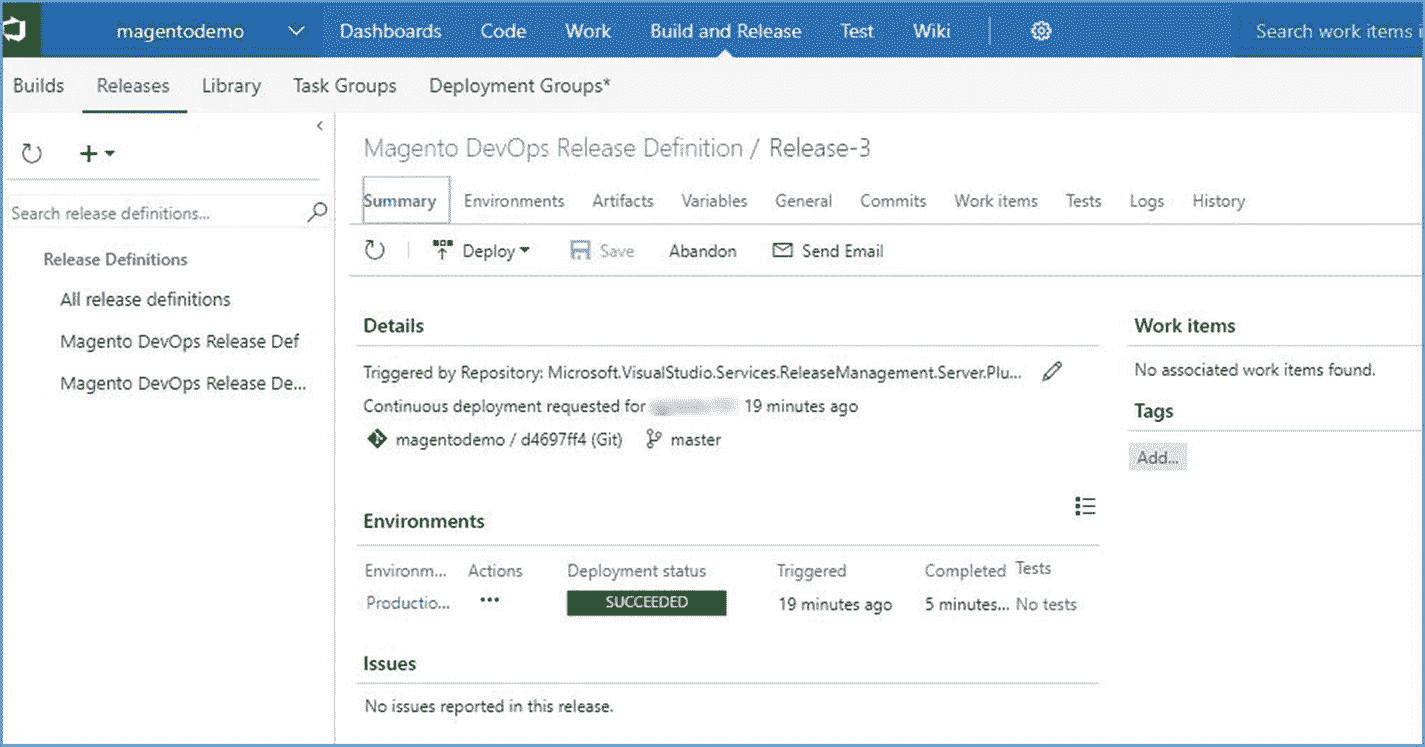 magentodemo Dashboards Code Work Build and Release Test Wiki Search work items
Builds Releases Library Task Groups Deployment Groups*
Magento DevOps Release Definition / Release-3
Summary Environments Artifacts Variables General Commits Work items Tests Logs History
Search release definitions...
Deploy Save Abandon Send Email
Release Definitions
All release definitions
Magento DevOps Release Def
Magento DevOps Release De...
Details
Triggered by Repository: Microsoft.VisualStudio.Services.ReleaseManagement.Server.Plu...
Continuous deployment requested for 19 minutes ago
magentodemo / d4697ff4 (Git) master
Work items
No associated work items found.
Tags
Add...
Environments
Environm... Actions Deployment status Triggered Completed Tests
Productio... ••• SUCCEEDED 19 minutes ago 5 minutes... No tests
Issues
No issues reported in this release.